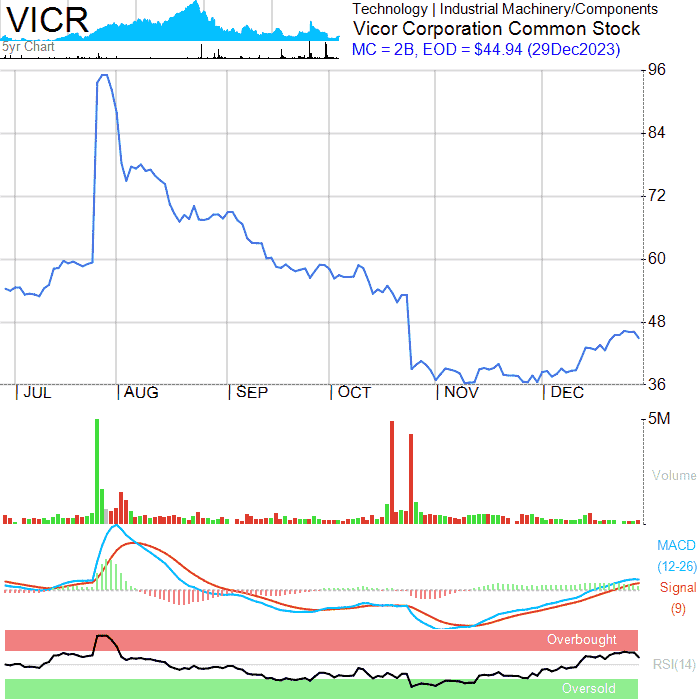 VICR
5yr Chart
Technology | Industrial Machinery/Components
Vicor Corporation Common Stock
MC = 2B, EOD = $44.94 (29Dec2023)
96
84
72
60
48
36
JUL AUG SEP OCT NOV DEC
5M
Volume
MACD
(12-26)
Signal
(9)
Overbought
RSI(14)
Oversold